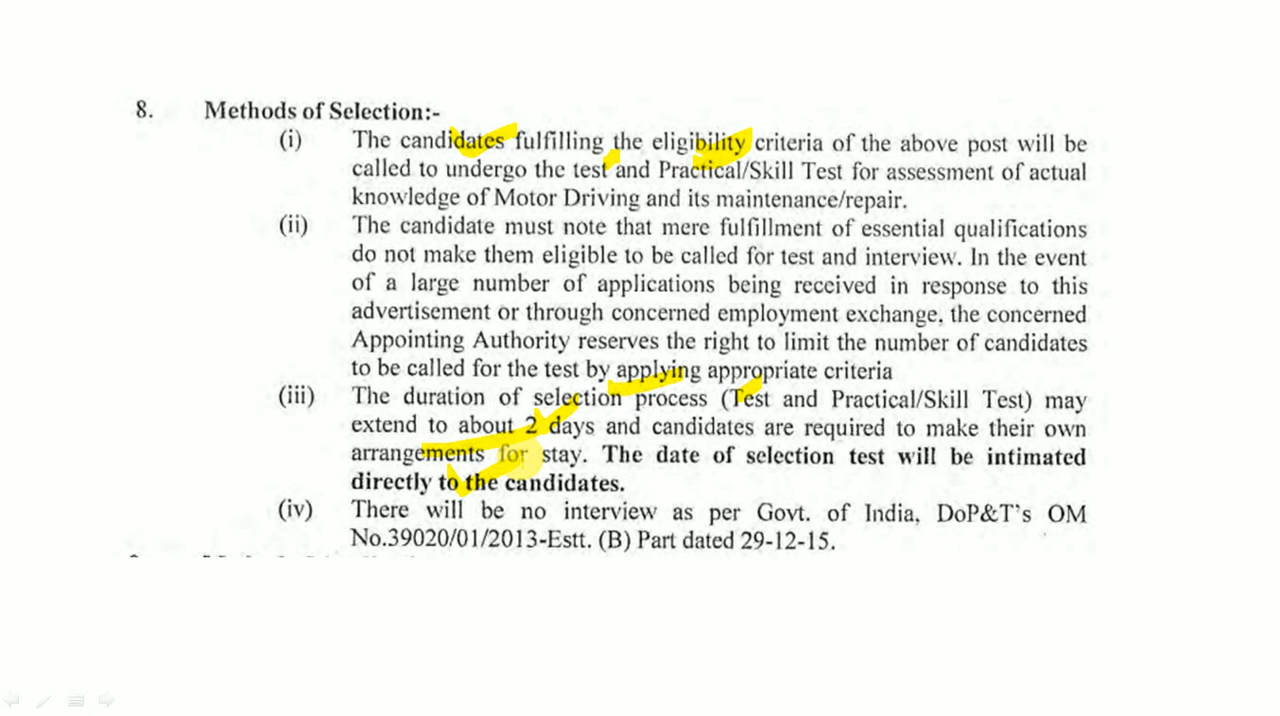 8. Methods of Selection:-
(i) The candidates fulfilling the eligibility criteria of the above post will be
called to undergo the test and Practical/Skill Test for assessment of actual
knowledge of Motor Driving and its maintenance/repair.
(ii) The candidate must note that mere fulfillment of essential qualifications
do not make them eligible to be called for test and interview. In the event
of a large number of applications being received in response to this
advertisement or through concerned employment exchange, the concerned
Appointing Authority reserves the right to limit the number of candidates
to be called for the test by applying appropriate criteria
(iii) The duration of selection process (Test and Practical/Skill Test) may
extend to about 2 days and candidates are required to make their own
arrangements for stay. The date of selection test will be intimated
directly to the candidates.
(iv) There will be no interview as per Govt. of India, DoP&T's OM
No.39020/01/2013-Estt. (B) Part dated 29-12-15.